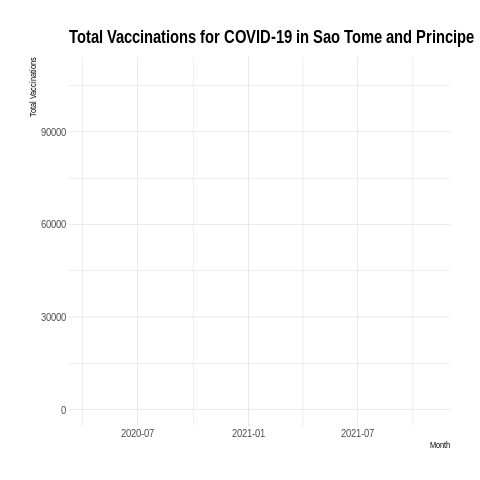 Total Vaccinations for COVID-19 in Sao Tome and Principe
Total Vaccinations
90000
60000
30000
0
2020-07 2021-01 2021-07
Month